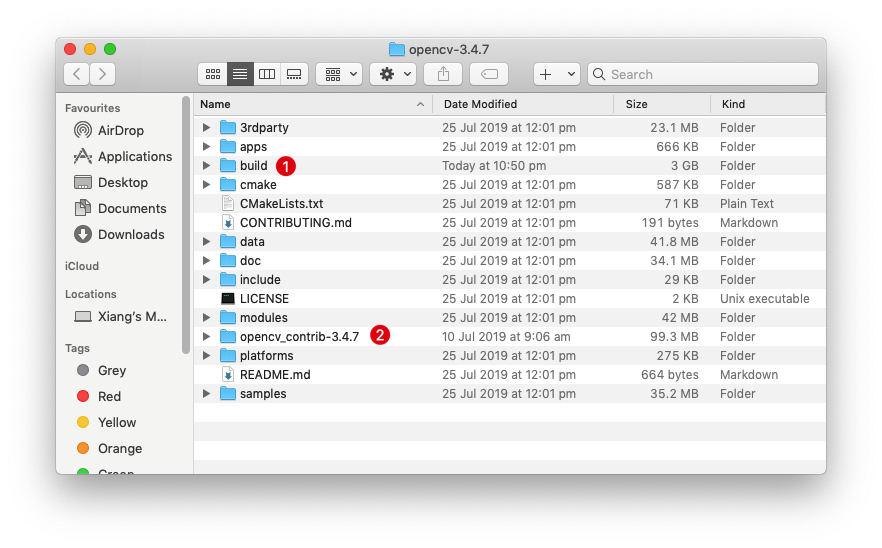 opencv-3.4.7
Search
Favourites
AirDrop
Applications
Desktop
Documents
Downloads
iCloud
Locations
Xiang’s M...
Tags
Grey
Red
Yellow
Orange
Green
Name Date Modified Size Kind
3rdparty 25 Jul 2019 at 12:01 pm 23.1 MB Folder
apps 25 Jul 2019 at 12:01 pm 666 KB Folder
build 1 Today at 10:50 pm 3 GB Folder
cmake 25 Jul 2019 at 12:01 pm 587 KB Folder
CMakeLists.txt 25 Jul 2019 at 12:01 pm 71 KB Plain Text
CONTRIBUTING.md 25 Jul 2019 at 12:01 pm 191 bytes Markdown
data 25 Jul 2019 at 12:01 pm 41.8 MB Folder
doc 25 Jul 2019 at 12:01 pm 34.1 MB Folder
include 25 Jul 2019 at 12:01 pm 29 KB Folder
LICENSE 25 Jul 2019 at 12:01 pm 2 KB Unix executable
modules 25 Jul 2019 at 12:01 pm 42 MB Folder
opencv_contrib-3.4.7 2 10 Jul 2019 at 9:06 am 99.3 MB Folder
platforms 25 Jul 2019 at 12:01 pm 275 KB Folder
README.md 25 Jul 2019 at 12:01 pm 664 bytes Markdown
samples 25 Jul 2019 at 12:01 pm 35.2 MB Folder